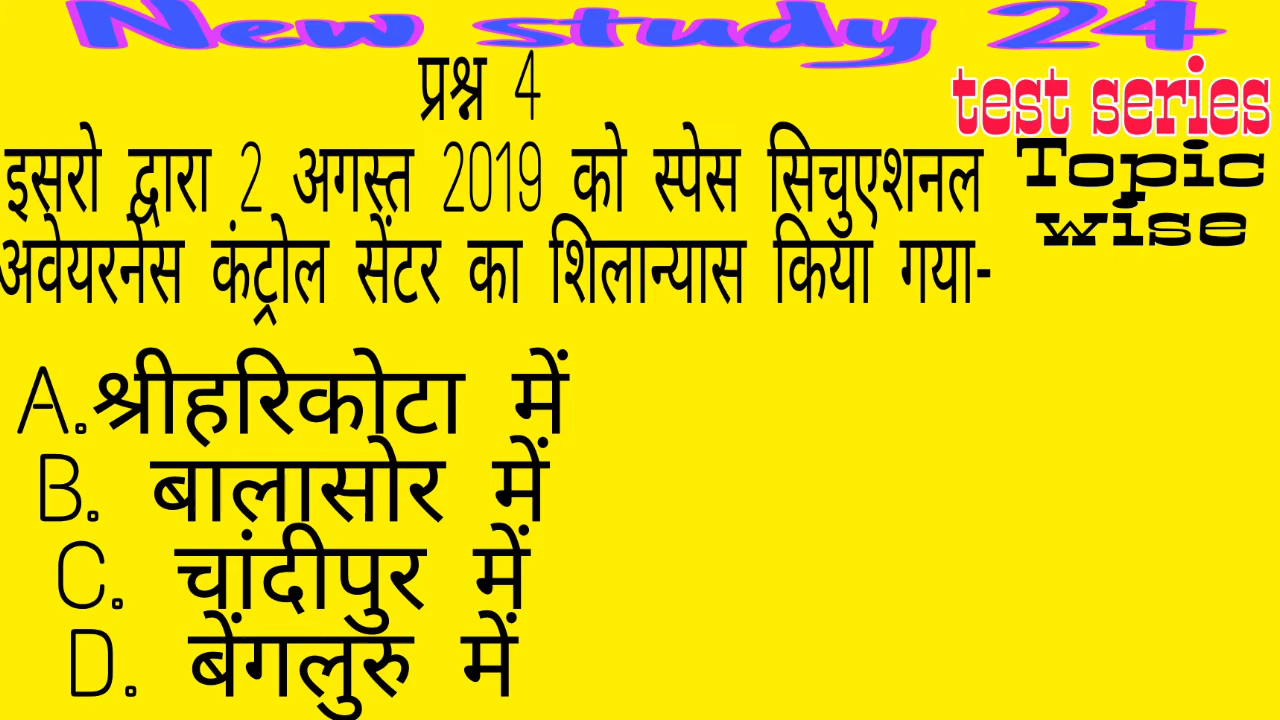 New study 24
प्रश्न 4
test series
Topic
wise
इसरो द्वारा 2 अगस्त 2019 को स्पेस सिचुएशनल
अवेयरनेस कंट्रोल सेंटर का शिलान्यास किया गया-
A.श्रीहरिकोटा में
B. बालासोर में
C. चांदीपुर में
D. बेंगलुरु में